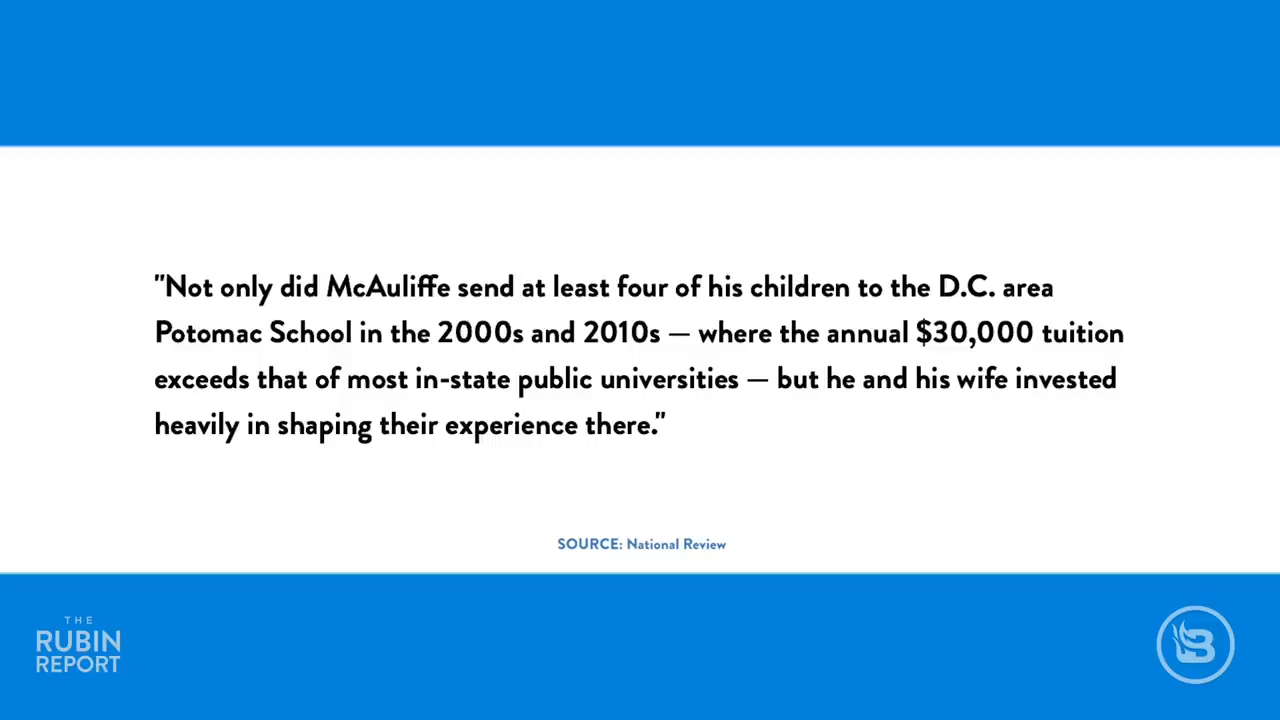 "Not only did McAuliffe send at least four of his children to the D.C. area
Potomac School in the 2000s and 2010s — where the annual $30,000 tuition
exceeds that of most in-state public universities — but he and his wife invested
heavily in shaping their experience there."
SOURCE: National Review
THE
RUBIN
REPORT
B